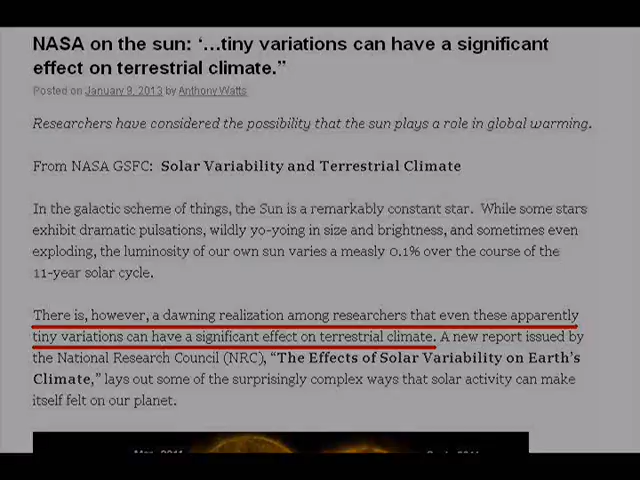 NASA on the sun: ‘…tiny variations can have a significant
effect on terrestrial climate.”
Posted on January 9, 2013 by Anthony Watts
Researchers have considered the possibility that the sun plays a role in global warming.
From NASA GSFC:  Solar Variability and Terrestrial Climate
In the galactic scheme of things, the Sun is a remarkably constant star.  While some stars
exhibit dramatic pulsations, wildly yo-yoing in size and brightness, and sometimes even
exploding, the luminosity of our own sun varies a measly 0.1% over the course of the
11-year solar cycle.
There is, however, a dawning realization among researchers that even these apparently
tiny variations can have a significant effect on terrestrial climate. A new report issued by
the National Research Council (NRC), “The Effects of Solar Variability on Earth’s
Climate,” lays out some of the surprisingly complex ways that solar activity can make
itself felt on our planet.